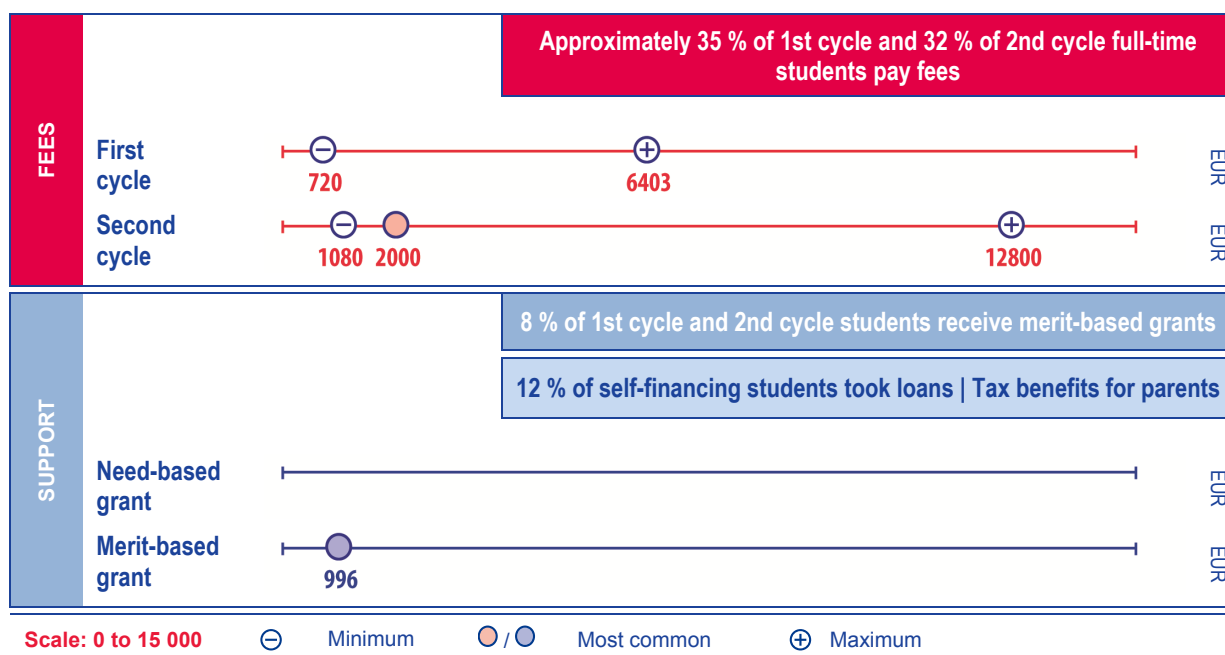 Approximately 35 % of 1st cycle and 32 % of 2nd cycle full-time
students pay fees
FEES
First
cycle
720
6403
EUR
Second
cycle
1080
2000
12800
EUR
8 % of 1st cycle and 2nd cycle students receive merit-based grants
12 % of self-financing students took loans | Tax benefits for parents
SUPPORT
Need-based
grant
EUR
Merit-based
grant
996
EUR
Scale: 0 to 15 000
Minimum
/
Most common
Maximum